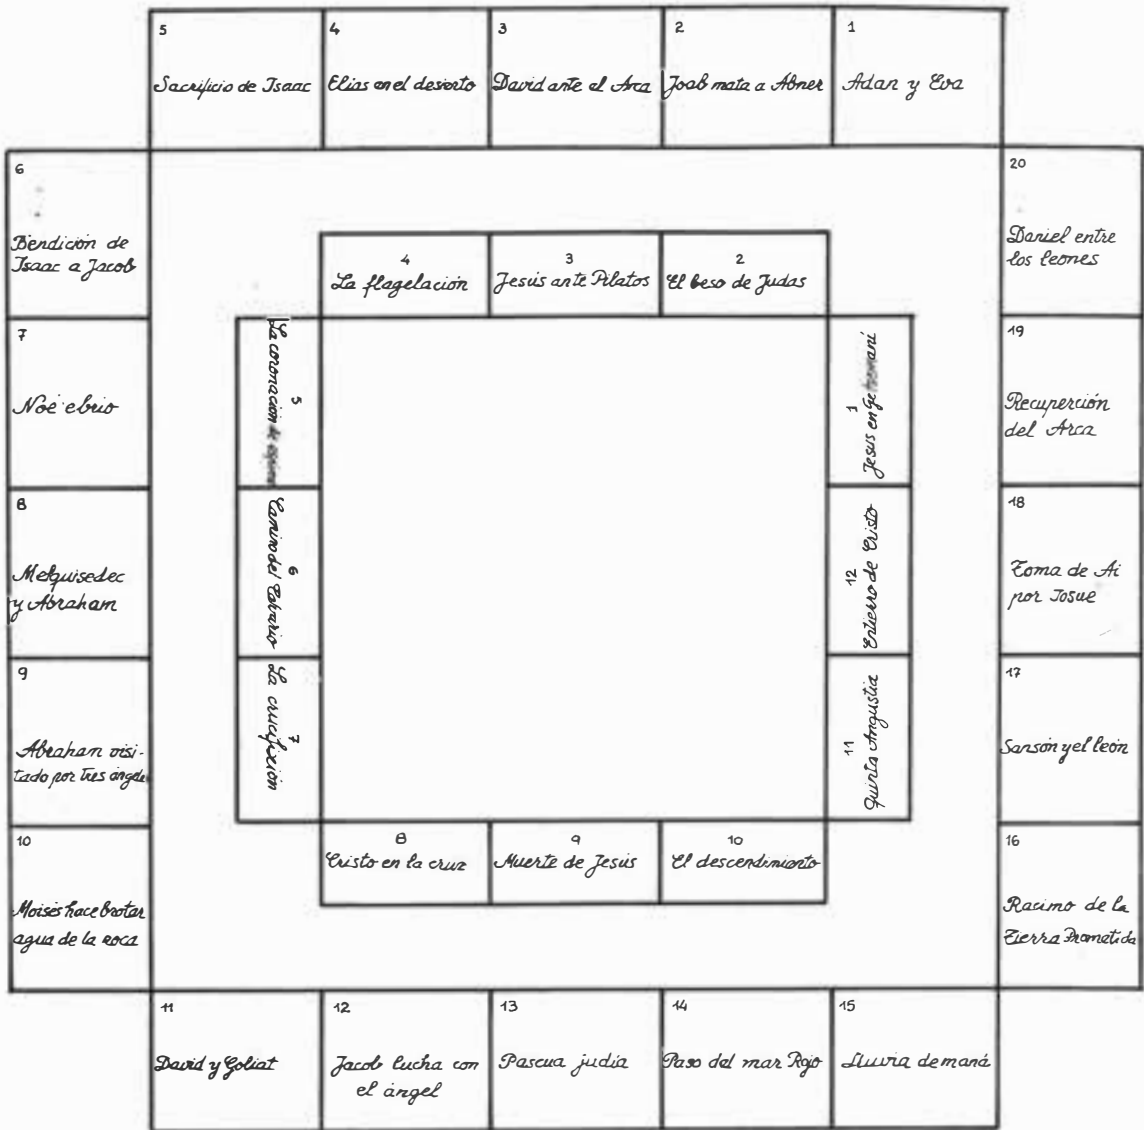 5
Sacrificio de Isaac
4
Elias en el desierto
3
David ante el Arca
2
Joab mata a Abner
1
Adan y Eva
6
Bendición de
Isaac a Jacob
7
Noé ebrio
8
Melquisedec
y Abraham
9
Abraham visi-
tado por tres angeles
10
Moisés hace brotar
agua de la roca
11
David y Goliat
12
Jacob lucha con
el ángel
13
Pascua judía
14
Paso del mar Rojo
15
Lluvia de maná
16
Racimo de la
Tierra Prometida
17
Sansón y el león
18
Toma de Ai
por Josue
19
Recuperción
del Arca
20
Daniel entre
los leones
1
Jesús en Getsemaní
2
El beso de Judas
3
Jesús ante Pilatos
4
La flagelación
5
La coronación de espinas
6
Camino del Calvario
7
La crucifixión
8
Cristo en la cruz
9
Muerte de Jesús
10
El descendimiento
11
Quinta Angustia
12
Entierro de Cristo